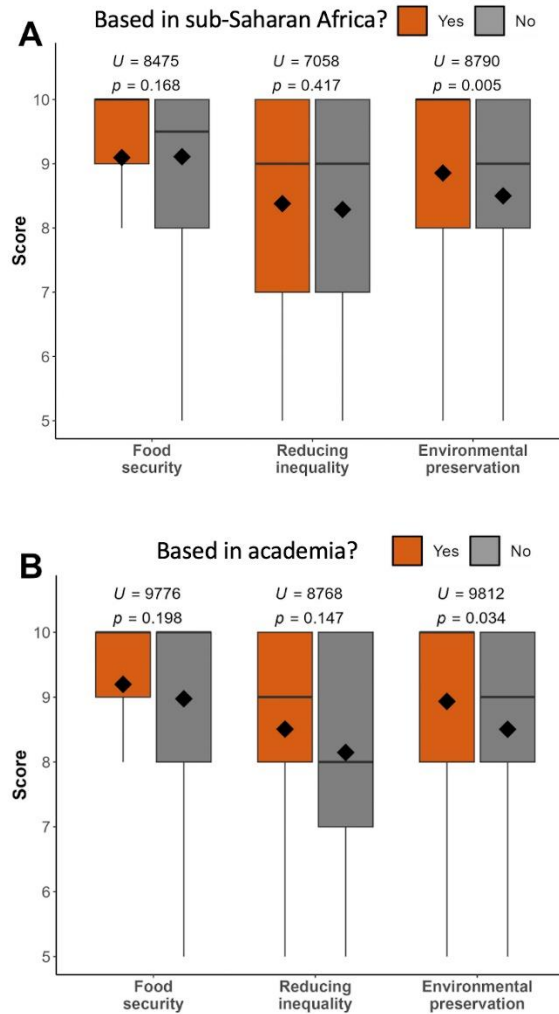 A
Based in sub-Saharan Africa? Yes No
U = 8475 U = 7058 U = 8790
p = 0.168 p = 0.417 p = 0.005
10
9
8
7
6
5
Score
Food security
Reducing inequality
Environmental preservation
B
Based in academia? Yes No
U = 9776 U = 8768 U = 9812
p = 0.198 p = 0.147 p = 0.034
10
9
8
7
6
5
Score
Food security
Reducing inequality
Environmental preservation